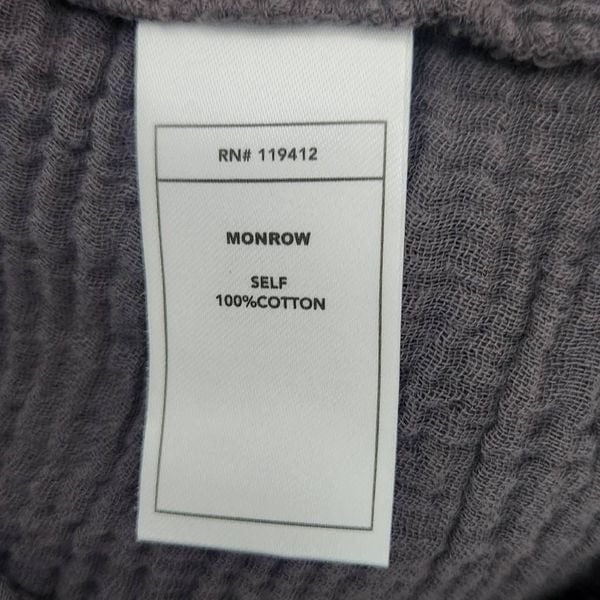 RN# 119412
MONROW
SELF
100%COTTON